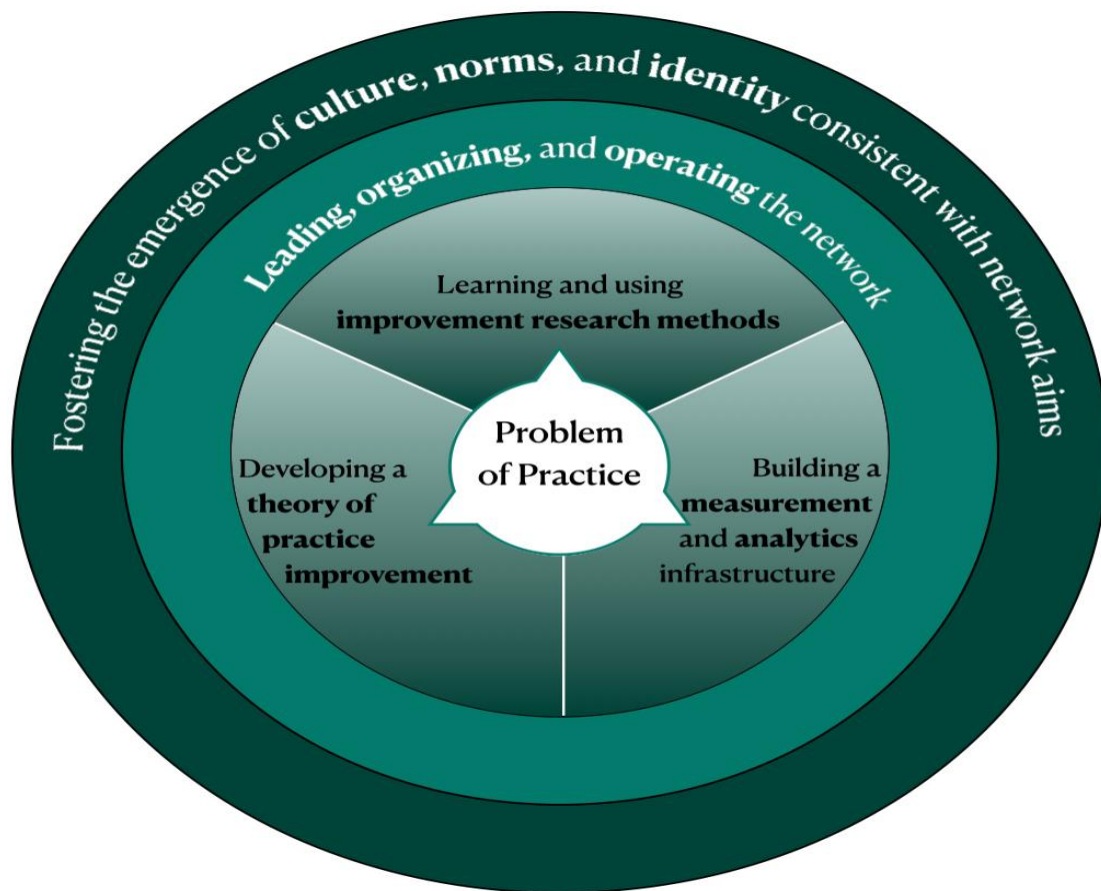 Fostering the emergence of culture, norms, and identity consistent with network aims
Leading, organizing, and operating the network
Learning and using
improvement research methods
Problem
of Practice
Developing a
theory of
practice
improvement
Building a
measurement
and analytics
infrastructure